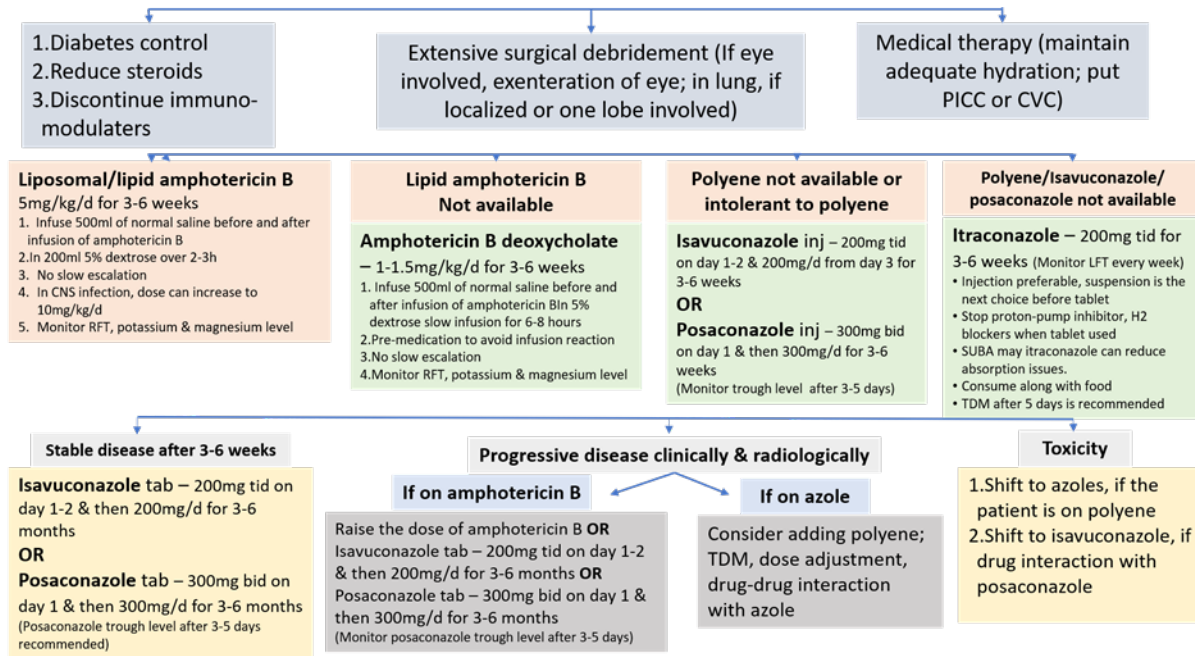 1.Diabetes control
2.Reduce steroids
3.Discontinue immuno-
modulaters
Extensive surgical debridement (If eye
involved, exenteration of eye; in lung, if
localized or one lobe involved)
Medical therapy (maintain
adequate hydration; put
PICC or CVC)
Liposomal/lipid amphotericin B
5mg/kg/d for 3-6 weeks
1. Infuse 500ml of normal saline before and after
infusion of amphotericin B
2.In 200ml 5% dextrose over 2-3h
3. No slow escalation
4. In CNS infection, dose can increase to
10mg/kg/d
5. Monitor RFT, potassium & magnesium level
Lipid amphotericin B
Not available
Amphotericin B deoxycholate
– 1-1.5mg/kg/d for 3-6 weeks
1. Infuse 500ml of normal saline before and
after infusion of amphotericin BIn 5%
dextrose slow infusion for 6-8 hours
2.Pre-medication to avoid infusion reaction
3.No slow escalation
4.Monitor RFT, potassium & magnesium level
Polyene not available or
intolerant to polyene
Isavuconazole inj – 200mg tid
on day 1-2 & 200mg/d from day 3 for
3-6 weeks
OR
Posaconazole inj – 300mg bid
on day 1 & then 300mg/d for 3-6
weeks
(Monitor trough level after 3-5 days)
Polyene/Isavuconazole/
posaconazole not available
Itraconazole – 200mg tid for
3-6 weeks (Monitor LFT every week)
• Injection preferable, suspension is the
next choice before tablet
• Stop proton-pump inhibitor, H2
blockers when tablet used
• SUBA may itraconazole can reduce
absorption issues.
• Consume along with food
• TDM after 5 days is recommended
Stable disease after 3-6 weeks
Isavuconazole tab – 200mg tid on
day 1-2 & then 200mg/d for 3-6
months
OR
Posaconazole tab – 300mg bid on
day 1 & then 300mg/d for 3-6 months
(Posaconazole trough level after 3-5 days
recommended)
Progressive disease clinically & radiologically
If on amphotericin B
Raise the dose of amphotericin B OR
Isavuconazole tab – 200mg tid on day 1-2
& then 200mg/d for 3-6 months OR
Posaconazole tab – 300mg bid on day 1 &
then 300mg/d for 3-6 months
(Monitor posaconazole trough level after 3-5 days)
If on azole
Consider adding polyene;
TDM, dose adjustment,
drug-drug interaction
with azole
Toxicity
1.Shift to azoles, if the
patient is on polyene
2.Shift to isavuconazole, if
drug interaction with
posaconazole